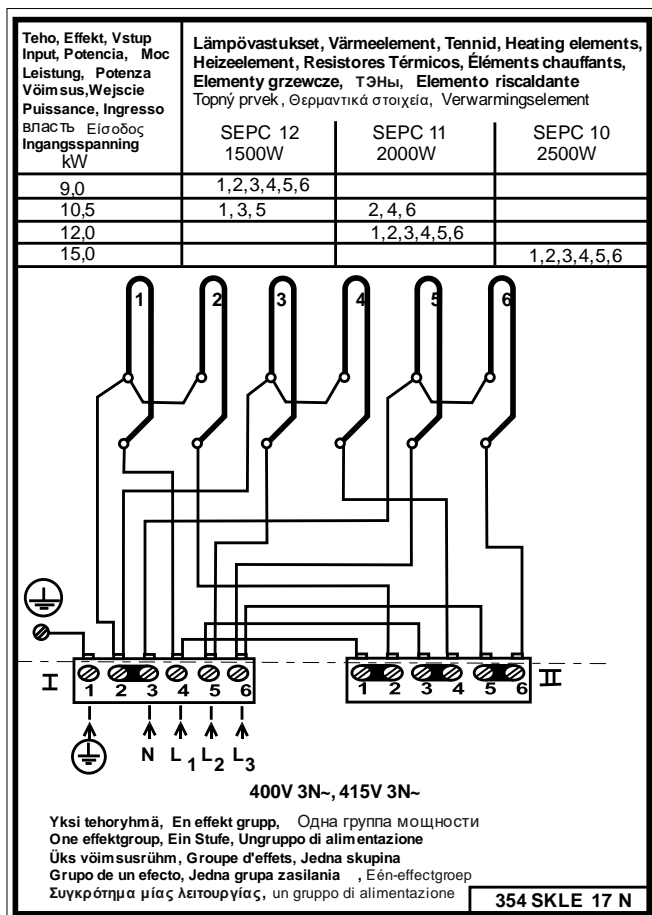 Teho, Effekt, Vstup
Input, Potencia, Moc
Leistung, Potenza
Vöimsus,Wejscie
Puissance, Ingresso
власть Είσοδος
Ingangsspanning
kW
Lämpövastukset, Värmeelement, Tennid, Heating elements,
Heizeelement, Resistores Térmicos, Éléments chauffants,
Elementy grzewcze, ТЭНы, Elemento riscaldante
Topný prvek, Θερμαντικά στοιχεία, Verwarmingselement
SEPC 12 SEPC 11 SEPC 10
1500W 2000W 2500W
9,0 1,2,3,4,5,6
10,5 1, 3, 5 2, 4, 6
12,0 1,2,3,4,5,6
15,0 1,2,3,4,5,6
1 2 3 4 5 6
I 1 2 3 4 5 6 1 2 3 4 5 6 II
N L1 L2 L3
400V 3N~, 415V 3N~
Yksi tehoryhmä, En effekt grupp, Одна группа мощности
One effektgroup, Ein Stufe, Ungruppo di alimentazione
Üks vöimsusrühm, Groupe d'effets, Jedna skupina
Grupo de un efecto, Jedna grupa zasilania , Eén-effectgroep
Συγκρότημα μίας λειτουργίας, un gruppo di alimentazione
354 SKLE 17 N